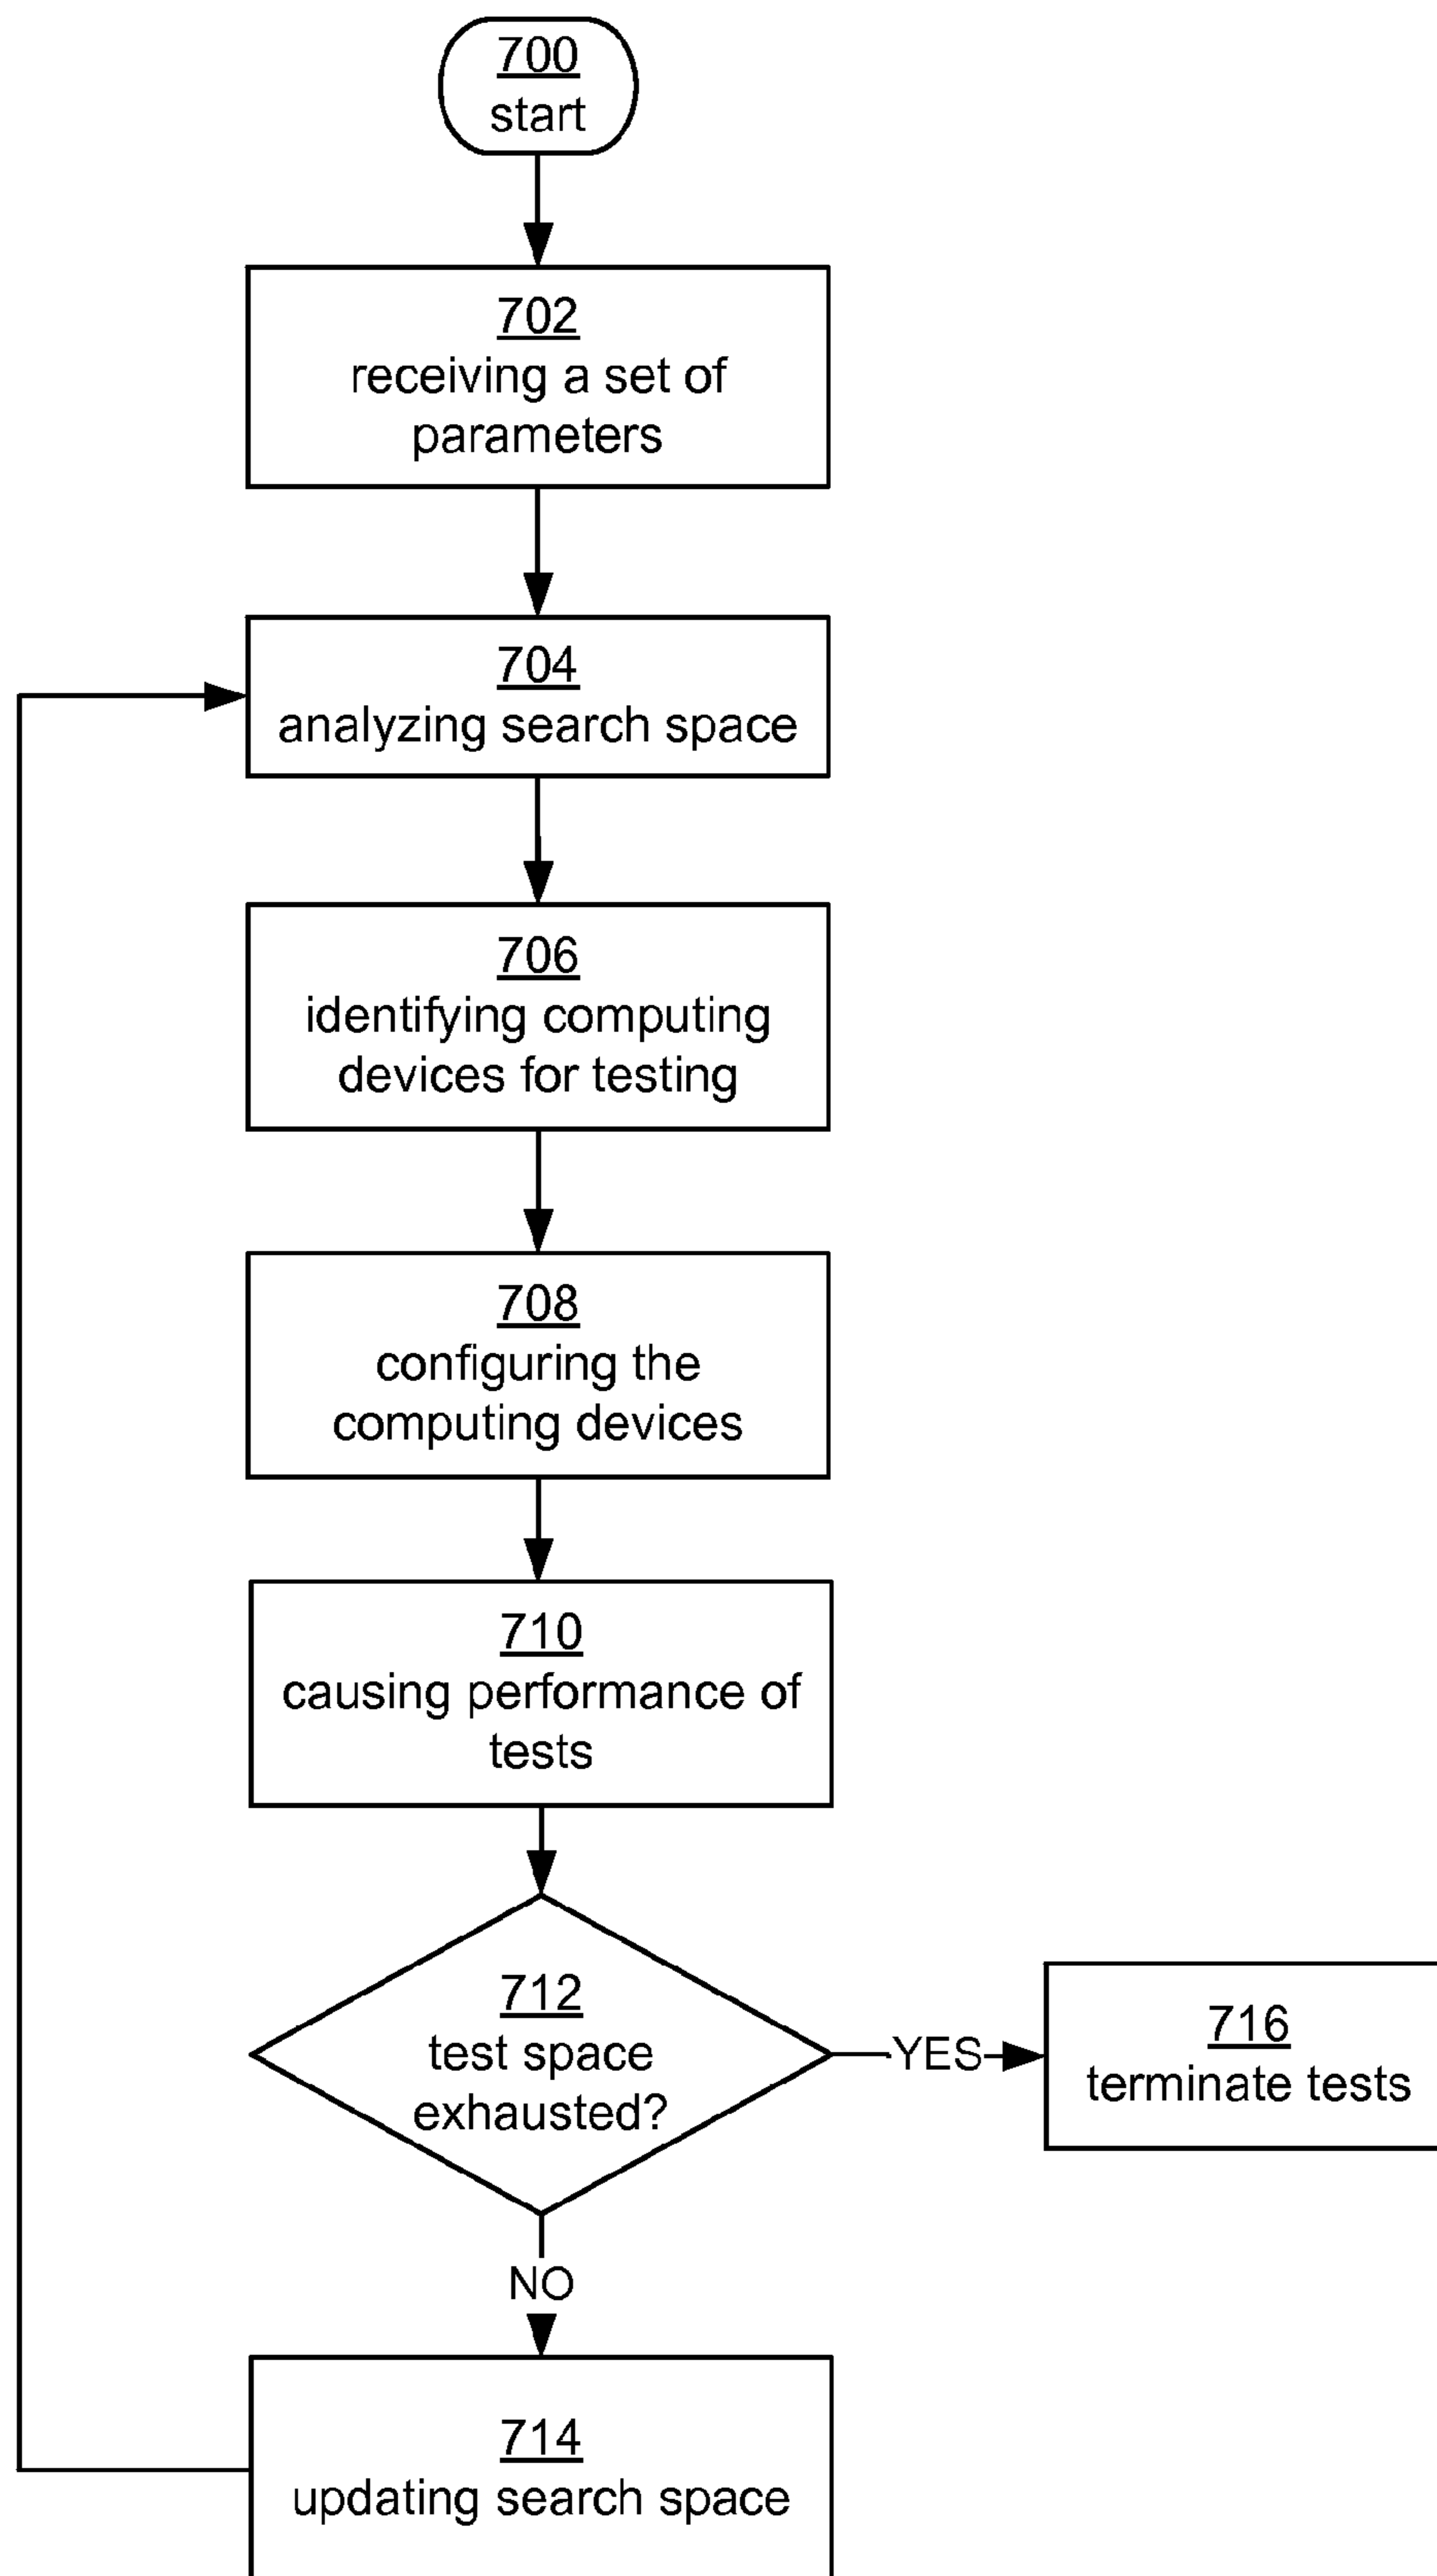 700
start
702
receiving a set of
parameters
704
analyzing search space
706
identifying computing
devices for testing
708
configuring the
computing devices
710
causing performance of
tests
712
test space
exhausted?
YES
716
terminate tests
NO
714
updating search space